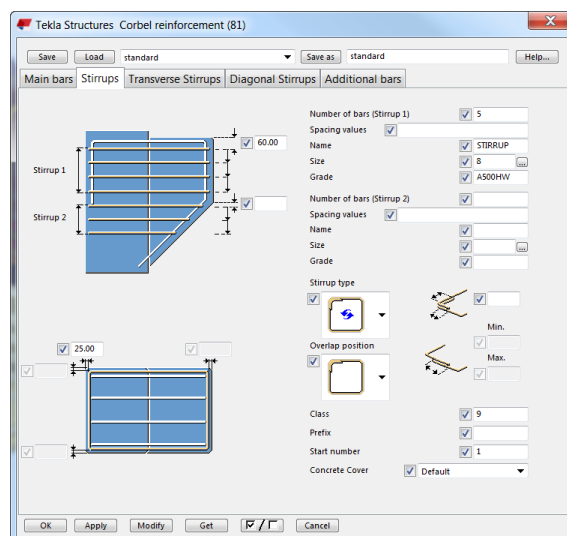 Tekla Structures Corbel reinforcement (81)
Save Load standard Save as standard Help...
Main bars Stirrups Transverse Stirrups Diagonal Stirrups Additional bars
Number of bars (Stirrup 1) 5
60.00
Spacing values
Name STIRRUP
Stirrup 1
Size 8 ...
Grade A500HW
Number of bars (Stirrup 2)
Stirrup 2
Spacing values
Name
Size ...
Grade
Stirrup type
Min.
25.00
Overlap position
Max.
Class 9
Prefix
Start number 1
Concrete Cover Default
OK Apply Modify Get / Cancel